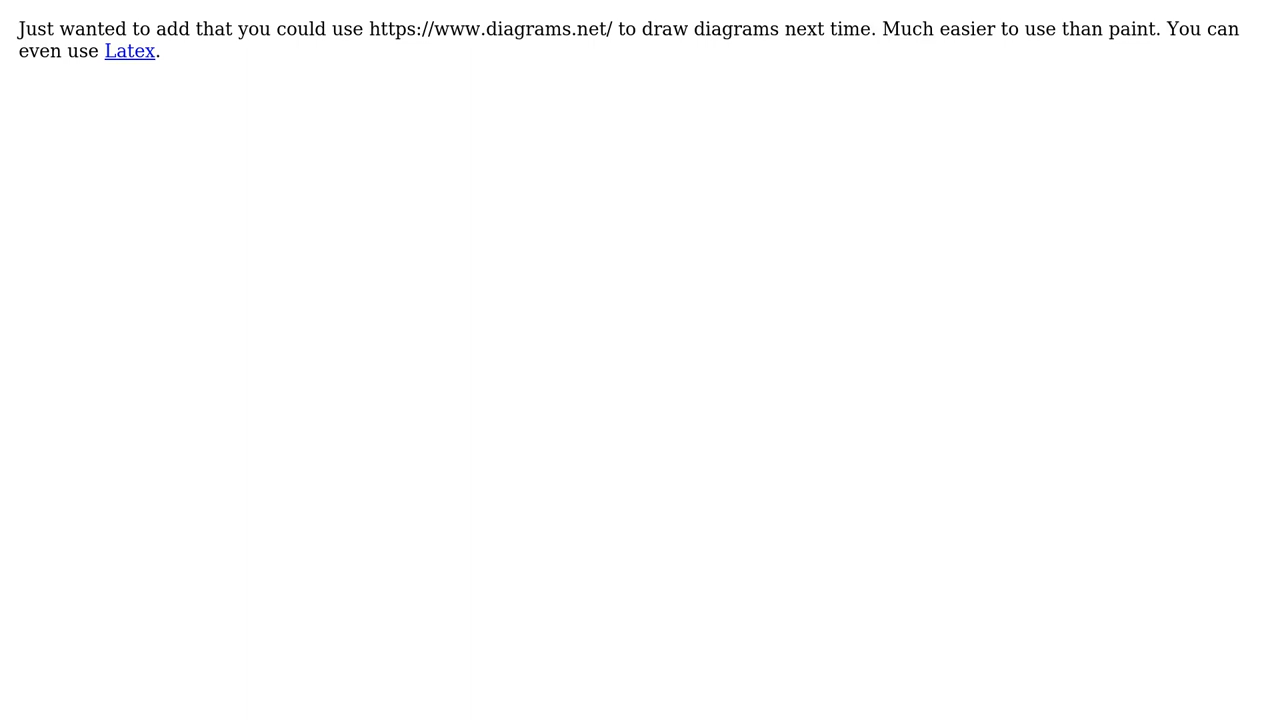 Just wanted to add that you could use https://www.diagrams.net/ to draw diagrams next time. Much easier to use than paint. You can
even use Latex.